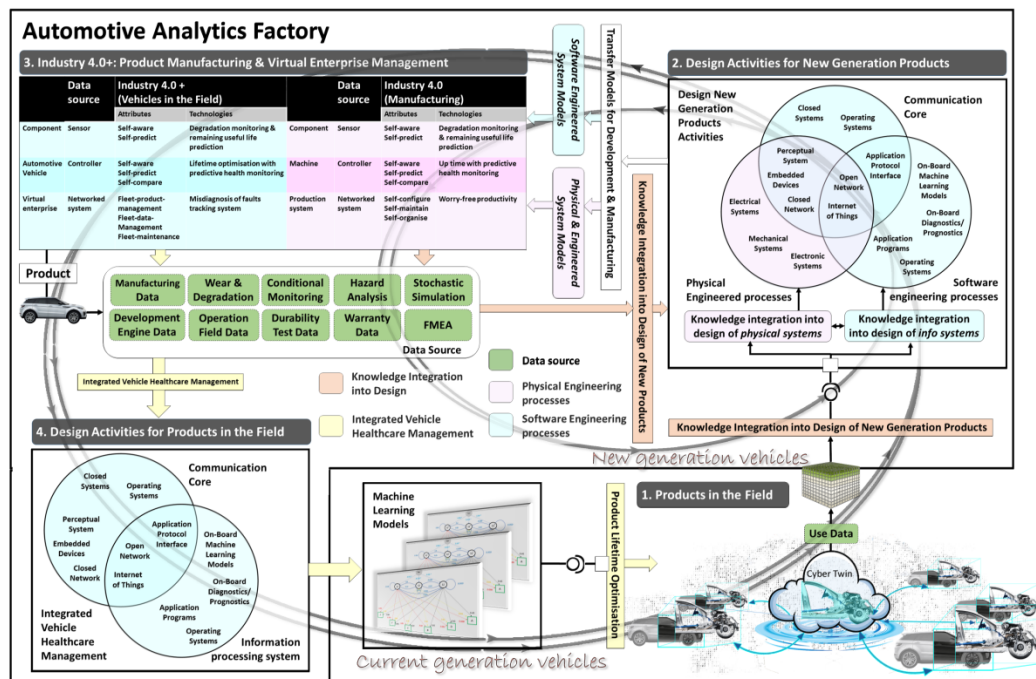 Automotive Analytics Factory
3. Industry 4.0+: Product Manufacturing & Virtual Enterprise Management
Data source
Industry 4.0 + (Vehicles in the Field)
Data source
Industry 4.0 (Manufacturing)
Attributes
Technologies
Attributes
Technologies
Component
Sensor
Self-aware
Self-predict
Degradation monitoring & remaining useful life prediction
Component
Sensor
Self-aware
Self-predict
Degradation monitoring & remaining useful life prediction
Automotive Vehicle
Controller
Self-aware
Self-predict
Self-compare
Lifetime optimisation with predictive health monitoring
Machine
Controller
Self-aware
Self-predict
Self-compare
Up time with predictive health monitoring
Virtual enterprise
Networked system
Fleet-product-management
Fleet-data-Management
Fleet-maintenance
Misdiagnosis of faults tracking system
Production system
Networked system
Self-configure
Self-maintain
Self-organise
Worry-free productivity
Software Engineered System Models
Physical & Engineered System Models
Transfer Models for Development & Manufacturing
Knowledge Integration into Design of New Products
2. Design Activities for New Generation Products
Design New Generation Products Activities
Communication Core
Closed Systems
Operating Systems
Perceptual System
Application Protocol Interface
On-Board Machine Learning Models
Embedded Devices
Open Network
Electrical Systems
Closed Network
Internet of Things
On-Board Diagnostics/ Prognostics
Mechanical Systems
Application Programs
Electronic Systems
Operating Systems
Physical Engineered processes
Software engineering processes
Knowledge integration into design of physical systems
Knowledge integration into design of info systems
Product
Manufacturing Data
Wear & Degradation
Conditional Monitoring
Hazard Analysis
Stochastic Simulation
Development Engine Data
Operation Field Data
Durability Test Data
Warranty Data
FMEA
Data Source
Integrated Vehicle Healthcare Management
Data source
Knowledge Integration into Design
Physical Engineering processes
Integrated Vehicle Healthcare Management
Software Engineering processes
Knowledge Integration into Design of New Generation Products
New generation vehicles
4. Design Activities for Products in the Field
Communication Core
Closed Systems
Operating Systems
Perceptual System
Application Protocol Interface
Embedded Devices
Open Network
On-Board Machine Learning Models
Closed Network
Internet of Things
On-Board Diagnostics/ Prognostics
Application Programs
Operating Systems
Integrated Vehicle Healthcare Management
Information processing system
Machine Learning Models
Product Lifetime Optimisation
1. Products in the Field
Use Data
Cyber Twin
Current generation vehicles